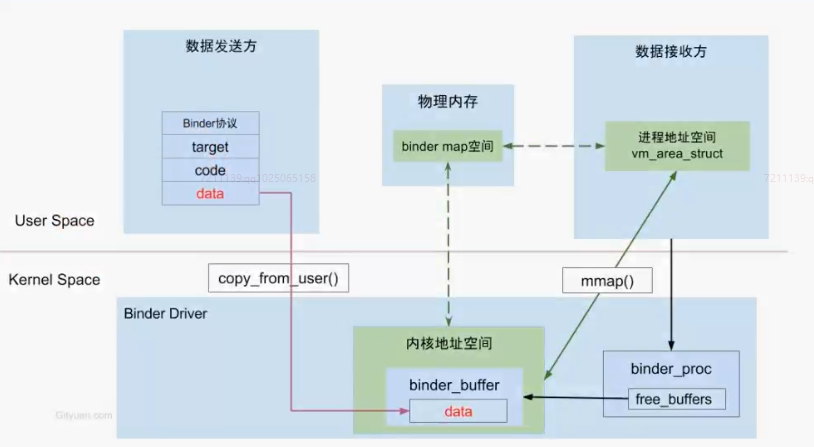 数据发送方
数据接收方
物理内存
Binder协议
target
code
data
binder map空间
进程地址空间
vm_area_struct
User Space
Kernel Space
copy_from_user()
mmap()
Binder Driver
内核地址空间
binder_buffer
data
binder_proc
free_buffers
Gityuan.com